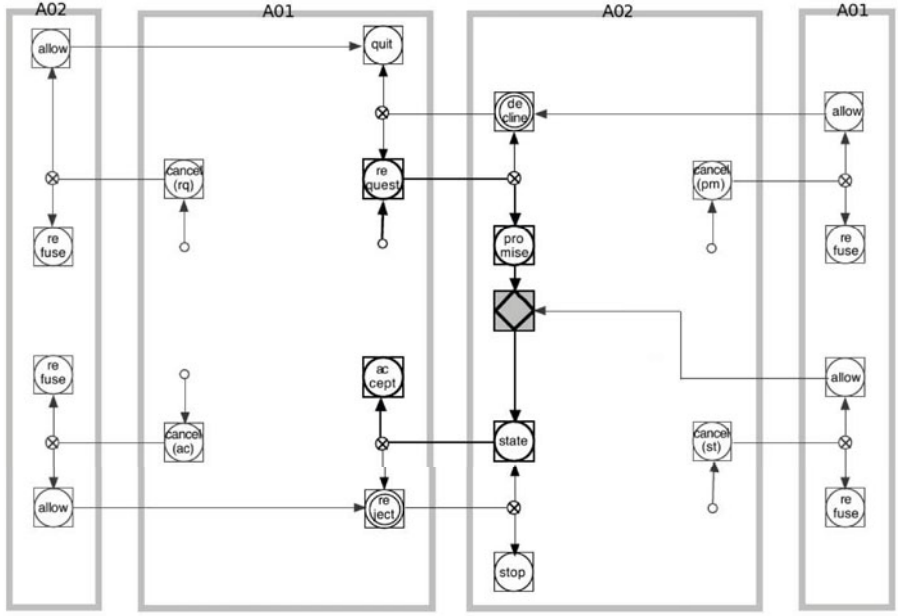 A02
A01
A02
A01
allow
quit
de
cline
allow
cancel
(rq)
re
quest
cancel
(pm)
re
fuse
pro
mise
re
fuse
re
fuse
ac
cept
allow
cancel
(ac)
state
cancel
(st)
allow
re
ject
re
fuse
stop